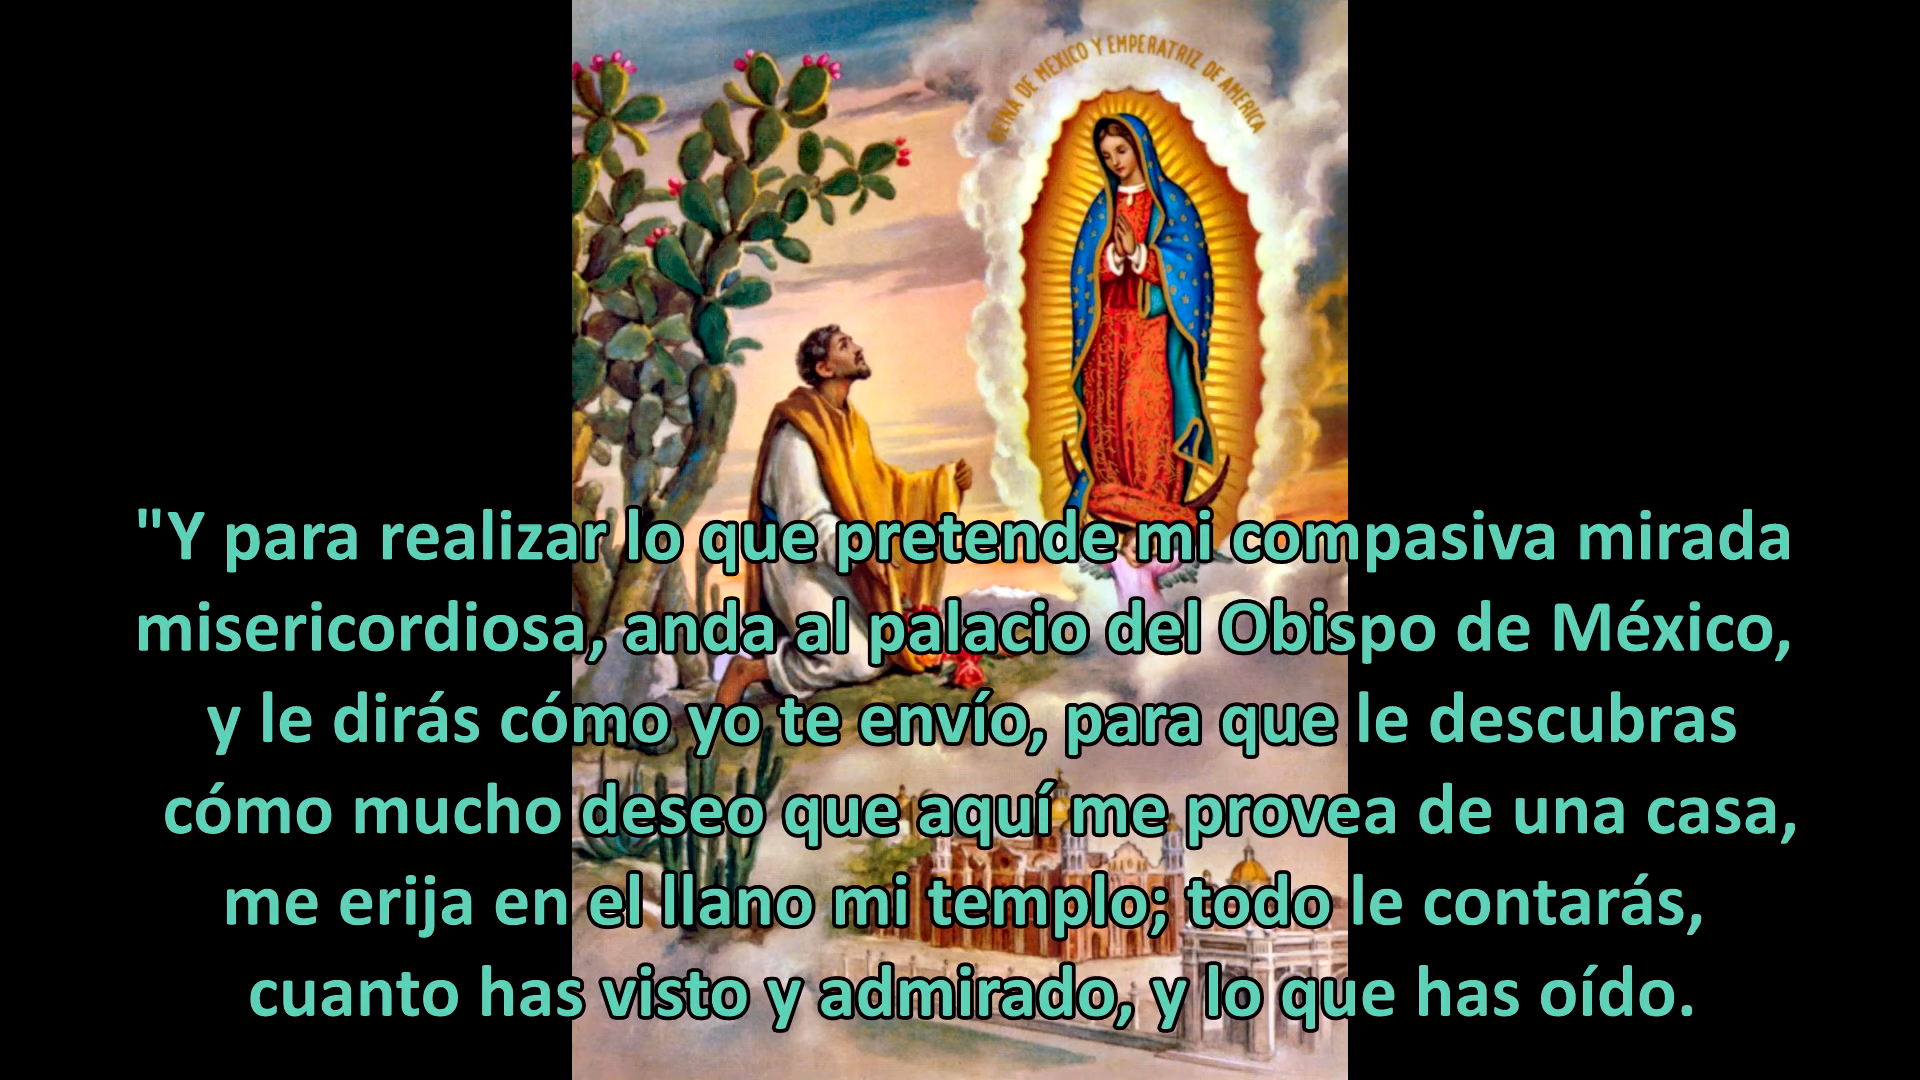 REINA DE MEXICO Y EMPERATRIZ DE AMERICA
"Y para realizar lo que pretende mi compasiva mirada
misericordiosa, anda al palacio del Obispo de México,
y le dirás cómo yo te envío, para que le descubras
cómo mucho deseo que aquí me provea de una casa,
me erija en el llano mi templo; todo le contarás,
cuanto has visto y admirado, y lo que has oído.